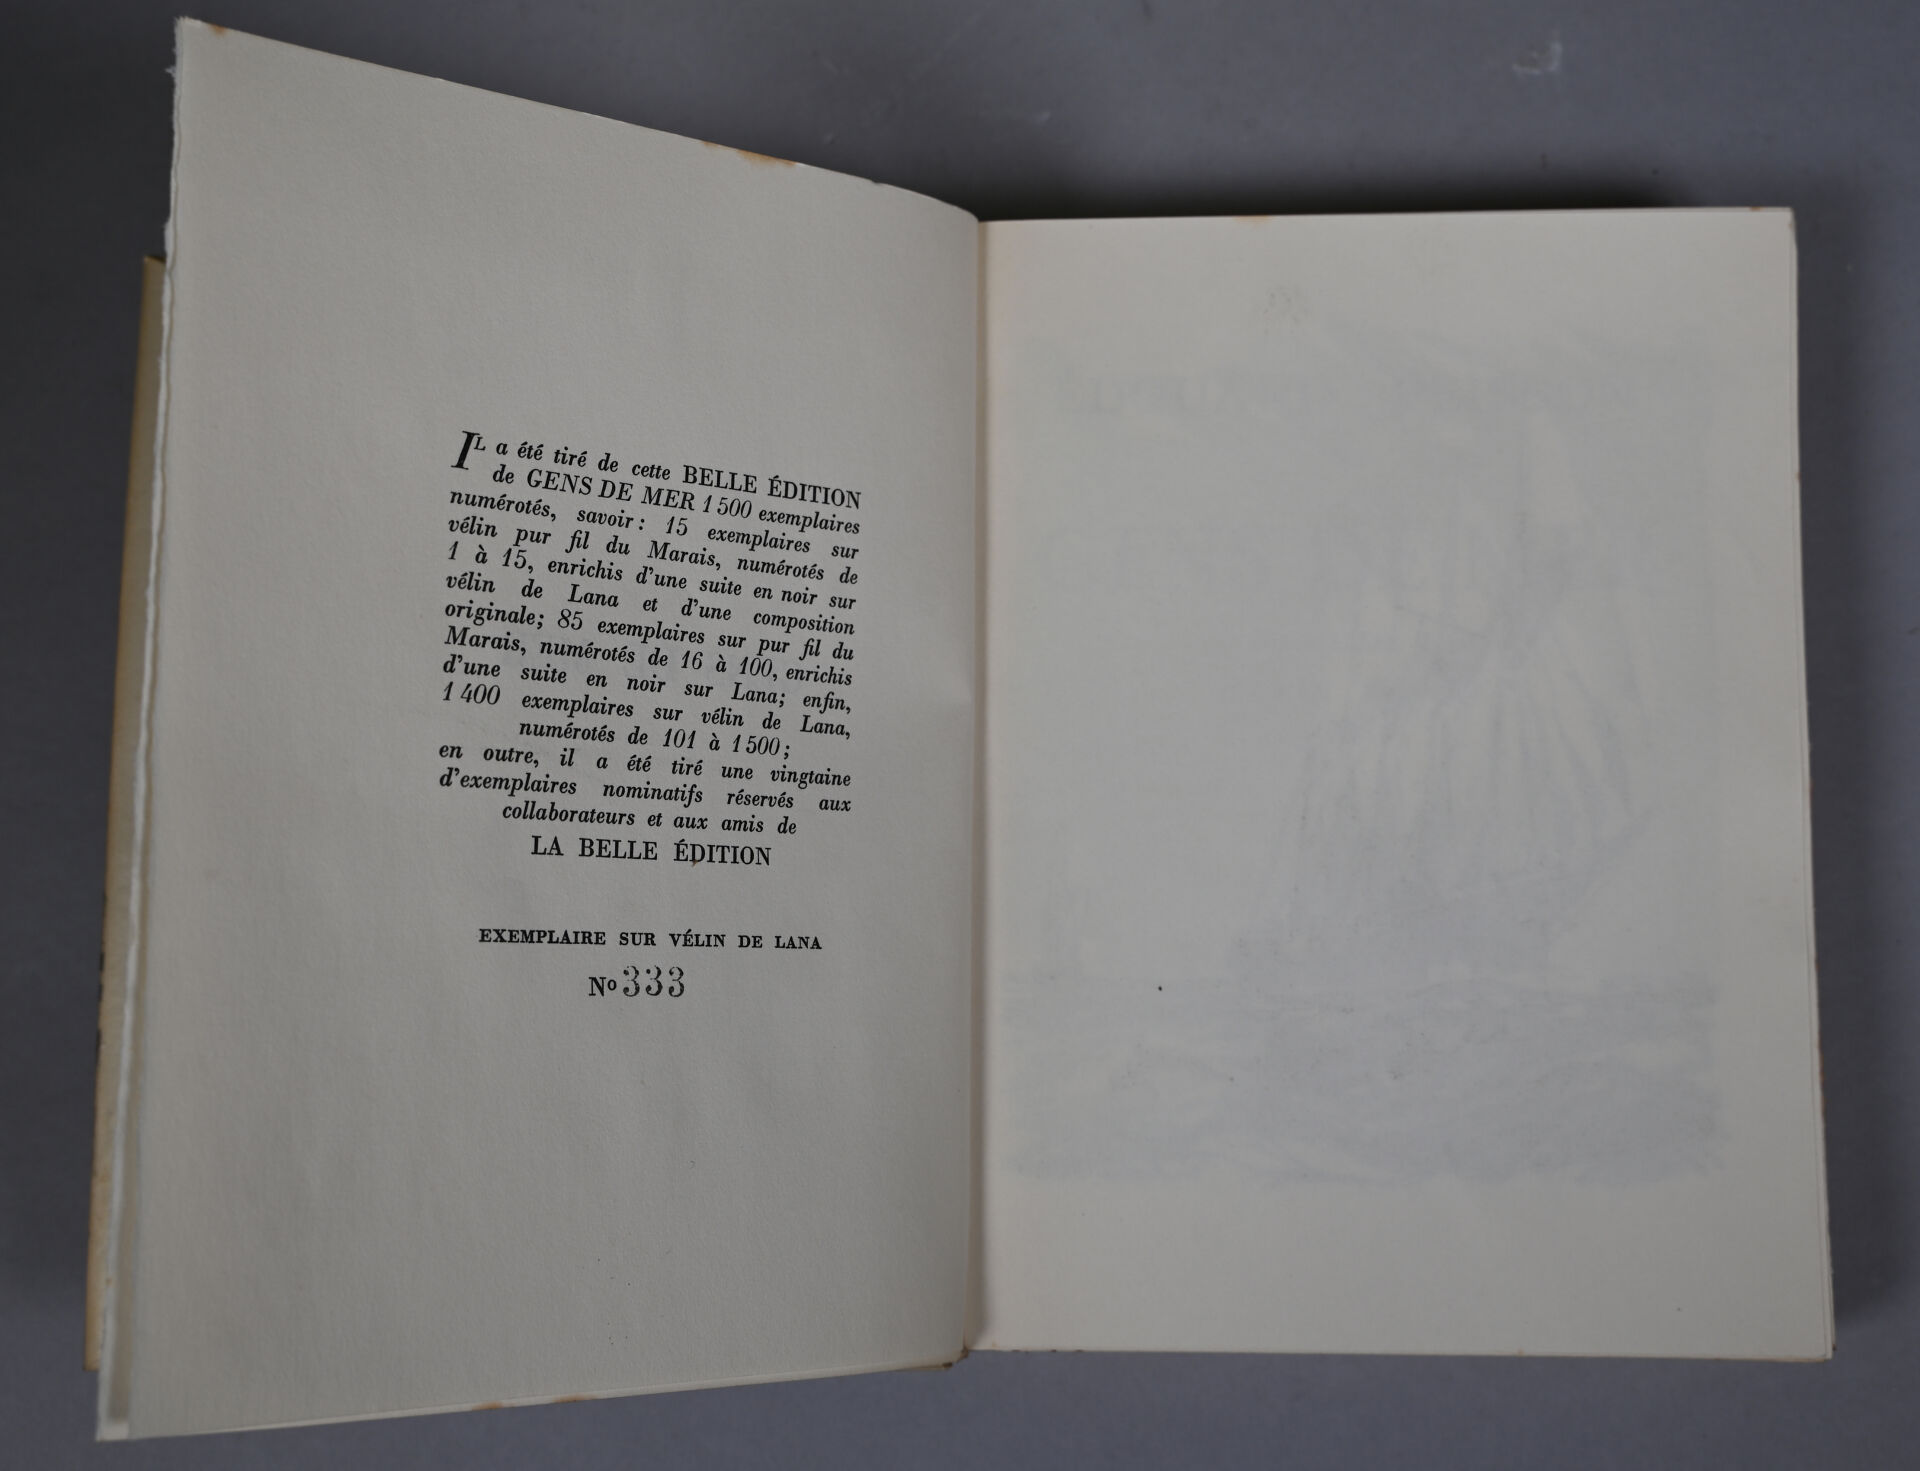 IL a été tiré de cette BELLE ÉDITION
de GENS DE MER 1 500 exemplaires
numérotés, savoir : 15 exemplaires sur
vélin pur fil du Marais, numérotés de
1 à 15, enrichis d'une suite en noir sur
vélin de Lana et d'une composition
originale; 85 exemplaires sur pur fil du
Marais, numérotés de 16 à 100, enrichis
d'une suite en noir sur Lana; enfin,
1 400 exemplaires sur vélin de Lana,
numérotés de 101 à 1 500;
en outre, il a été tiré une vingtaine
d'exemplaires nominatifs réservés aux
collaborateurs et aux amis de
LA BELLE ÉDITION
EXEMPLAIRE SUR VÉLIN DE LANA
No 333